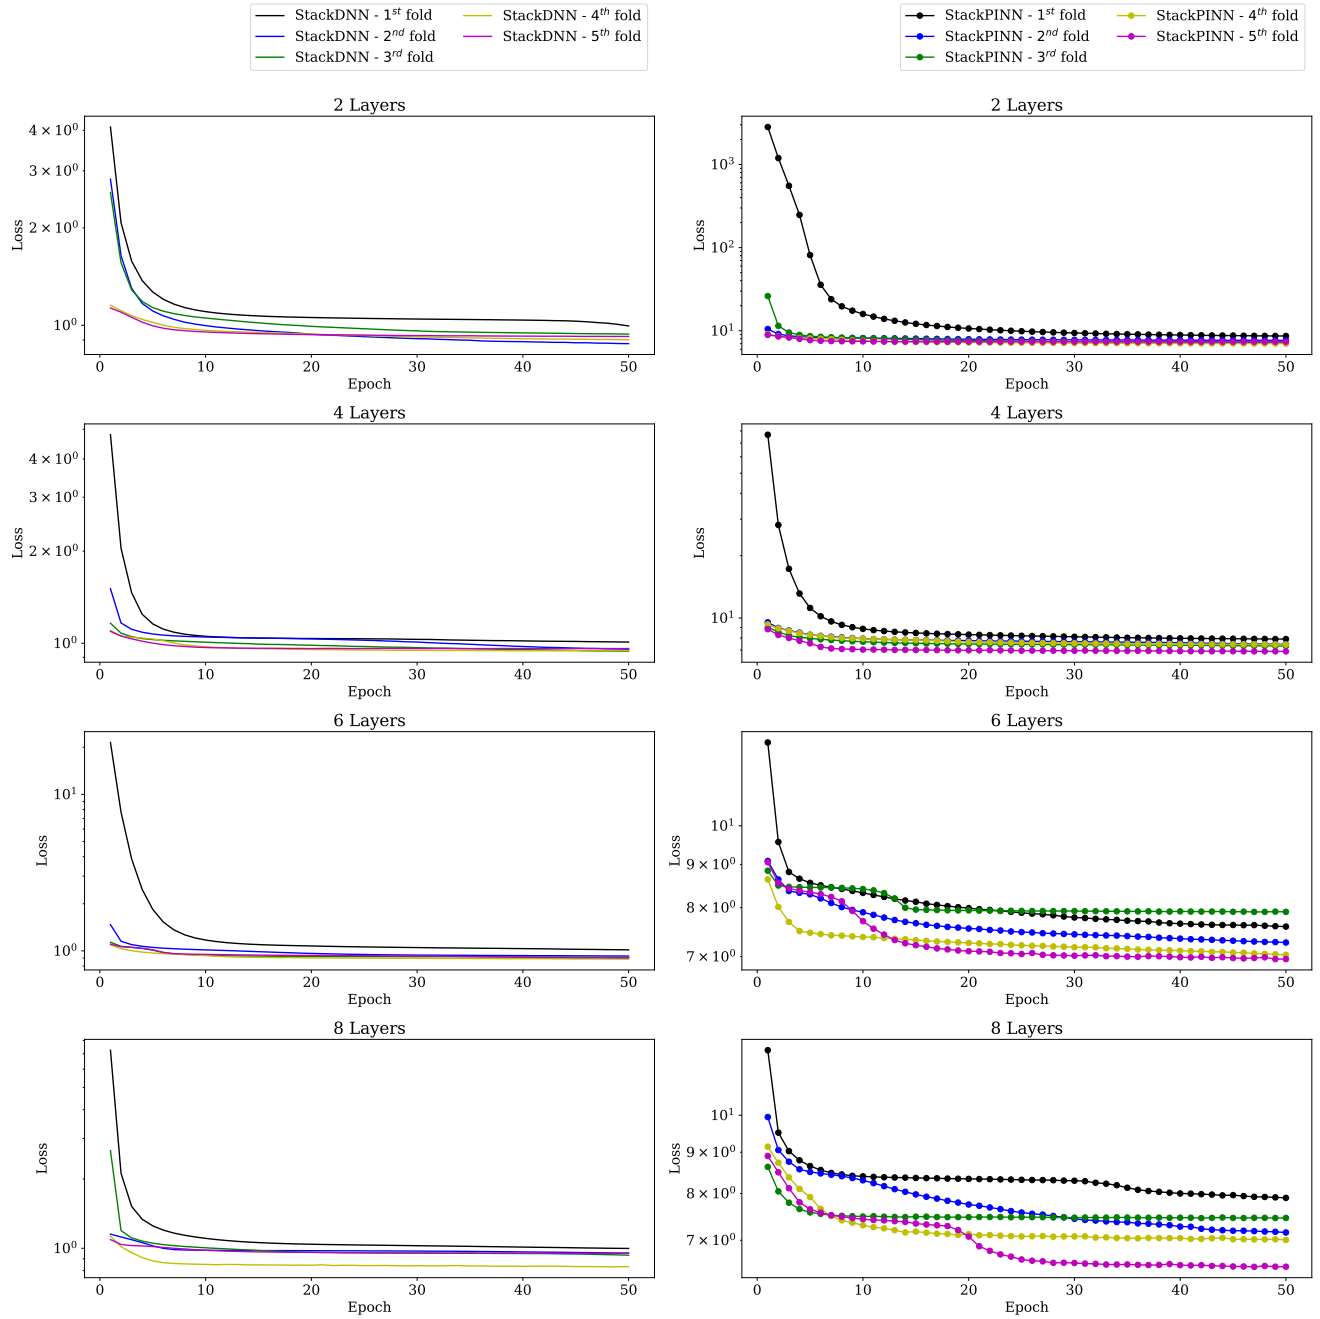 StackDNN - 1st fold
StackDNN - 2nd fold
StackDNN - 3rd fold
StackDNN - 4th fold
StackDNN - 5th fold
StackPINN - 1st fold
StackPINN - 2nd fold
StackPINN - 3rd fold
StackPINN - 4th fold
StackPINN - 5th fold
2 Layers
4 × 10⁰
3 × 10⁰
2 × 10⁰
10⁰
Loss
0 10 20 30 40 50
Epoch
2 Layers
10³
10²
10¹
Loss
0 10 20 30 40 50
Epoch
4 Layers
4 × 10⁰
3 × 10⁰
2 × 10⁰
10⁰
Loss
0 10 20 30 40 50
Epoch
4 Layers
10¹
Loss
0 10 20 30 40 50
Epoch
6 Layers
10¹
10⁰
Loss
0 10 20 30 40 50
Epoch
6 Layers
10¹
9 × 10⁰
8 × 10⁰
7 × 10⁰
Loss
0 10 20 30 40 50
Epoch
8 Layers
10⁰
Loss
0 10 20 30 40 50
Epoch
8 Layers
10¹
9 × 10⁰
8 × 10⁰
7 × 10⁰
Loss
0 10 20 30 40 50
Epoch